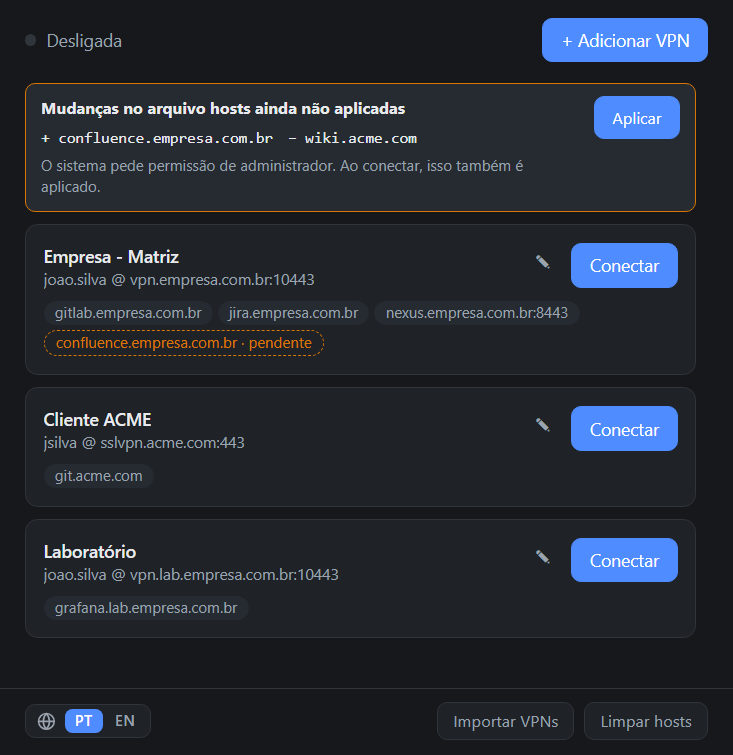 Desligada
+ Adicionar VPN
Mudanças no arquivo hosts ainda não aplicadas
+ confluence.empresa.com.br  − wiki.acme.com
O sistema pede permissão de administrador. Ao conectar, isso também é
aplicado.
Aplicar
Empresa - Matriz
joao.silva @ vpn.empresa.com.br:10443
Conectar
gitlab.empresa.com.br jira.empresa.com.br nexus.empresa.com.br:8443
confluence.empresa.com.br · pendente
Cliente ACME
jsilva @ sslvpn.acme.com:443
Conectar
git.acme.com
Laboratório
joao.silva @ vpn.lab.empresa.com.br:10443
Conectar
grafana.lab.empresa.com.br
PT EN
Importar VPNs
Limpar hosts